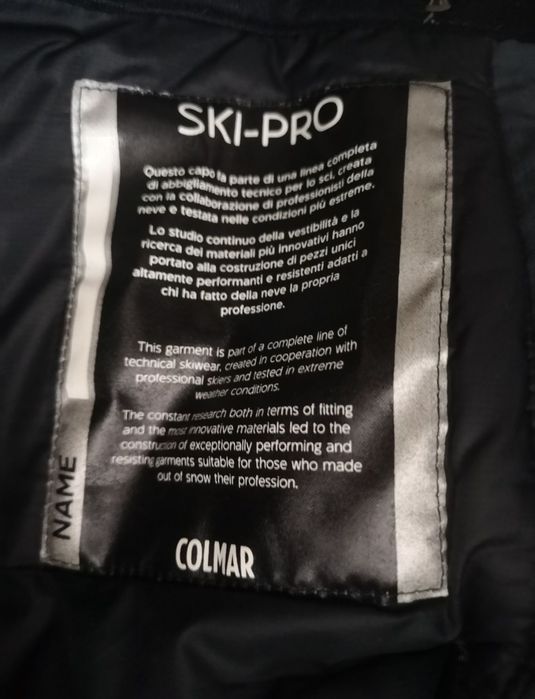 SKI-PRO
Questo capo fa parte di una linea completa
di abbigliamento tecnico per lo sci, creata
con la collaborazione di professionisti della
neve e testata nelle condizioni più estreme.
Lo studio continuo della vestibilità e la
ricerca dei materiali più innovativi hanno
portato alla costruzione di pezzi unici
altamente performanti e resistenti adatti a
chi ha fatto della neve la propria
professione.
This garment is part of a complete line of
technical skiwear, created in cooperation with
professional skiers and tested in extreme
weather conditions.
The constant research both in terms of fitting
and the most innovative materials led to the
construction of exceptionally performing and
resisting garments suitable for those who made
out of snow their profession.
COLMAR
NAME